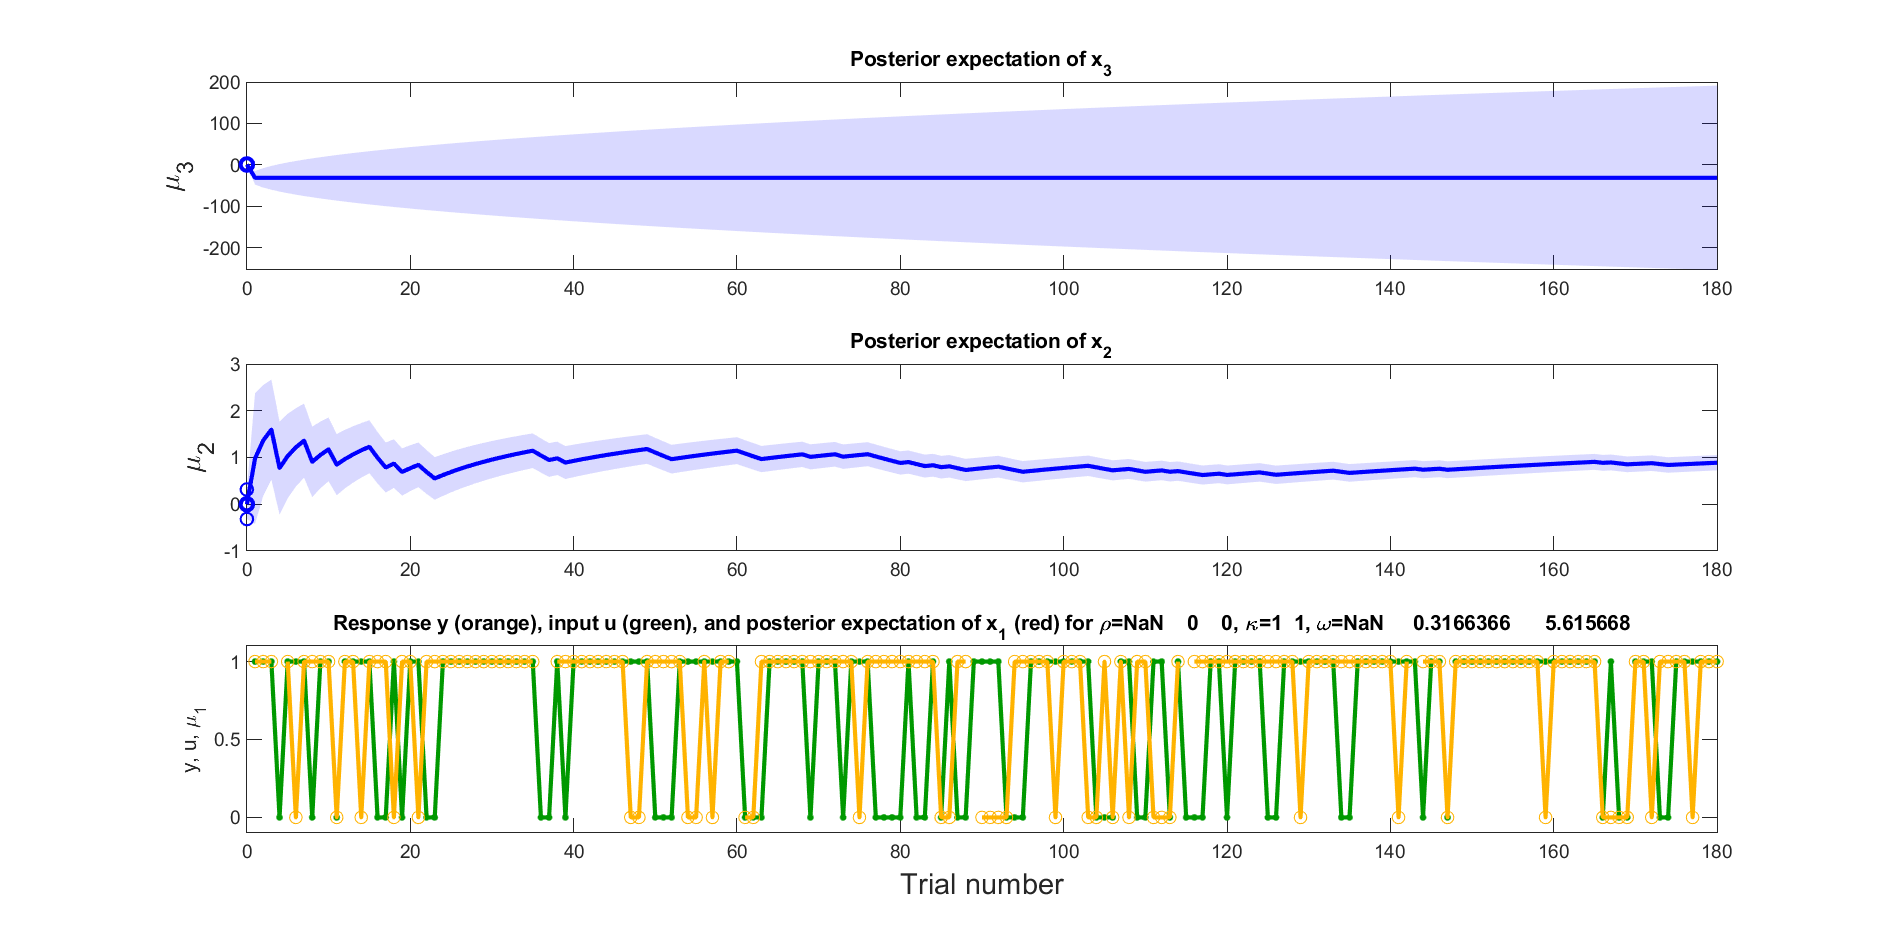 Posterior expectation of x3
μ3
200
100
0
-100
-200
0 20 40 60 80 100 120 140 160 180
Posterior expectation of x2
μ2
3
2
1
0
-1
0 20 40 60 80 100 120 140 160 180
Response y (orange), input u (green), and posterior expectation of x1 (red) for ρ=NaN 0 0, κ=1 1, ω=NaN 0.3166366 5.615668
y, u, μ1
1
0.5
0
0 20 40 60 80 100 120 140 160 180
Trial number